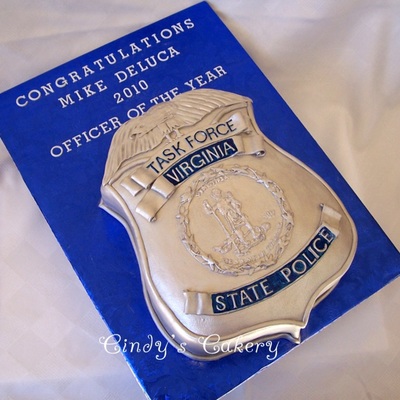 CONGRATULATIONS
MIKE DELUCA
2010
OFFICER OF THE YEAR
TASK FORCE
VIRGINIA
STATE POLICE
Cindy's Cakery